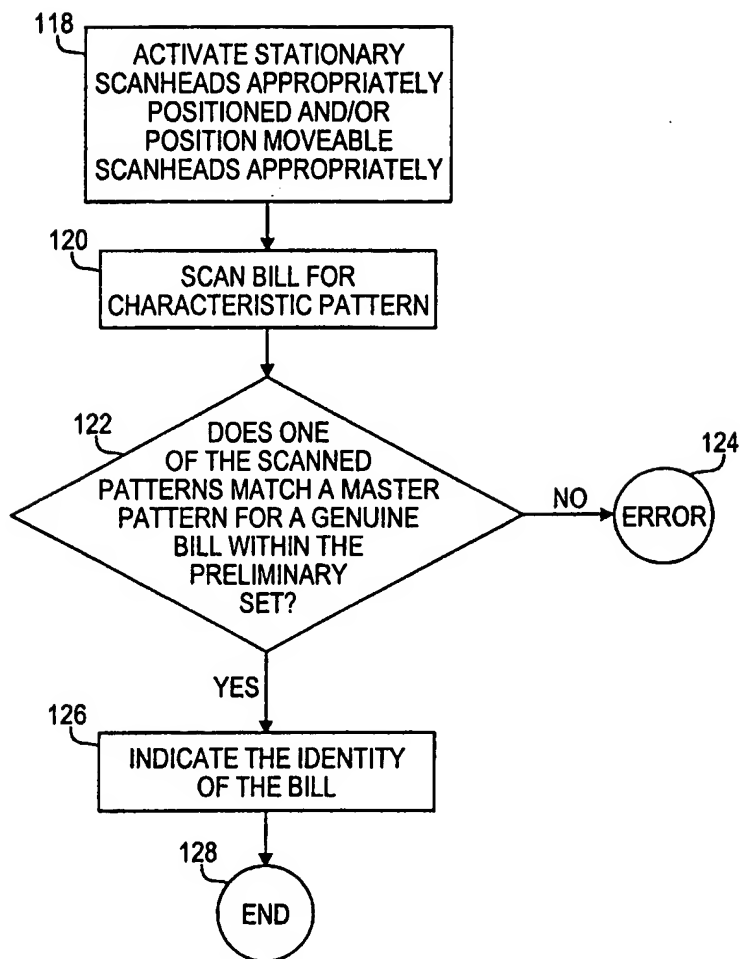 118
ACTIVATE STATIONARY
SCANHEADS APPROPRIATELY
POSITIONED AND/OR
POSITION MOVEABLE
SCANHEADS APPROPRIATELY
120
SCAN BILL FOR
CHARACTERISTIC PATTERN
122
DOES ONE
OF THE SCANNED
PATTERNS MATCH A MASTER
PATTERN FOR A GENUINE
BILL WITHIN THE
PRELIMINARY
SET?
NO
124
ERROR
YES
126
INDICATE THE IDENTITY
OF THE BILL
128
END